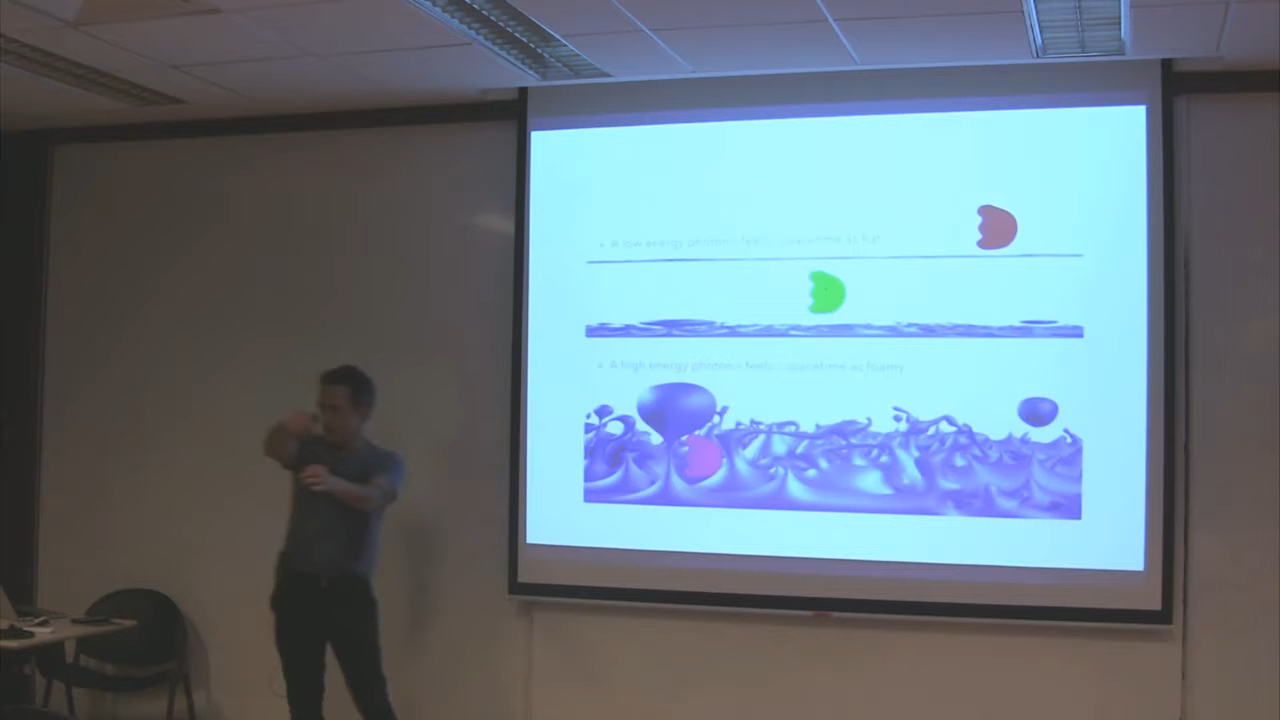 A low energy photon feels spacetime as flat
A high energy photon feels spacetime as foamy